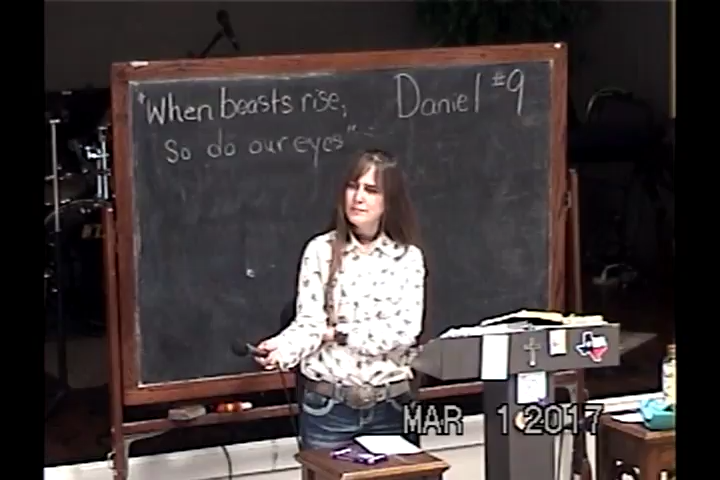 "When beasts rise,
So do our eyes"
Daniel #9
MAR 1 2017